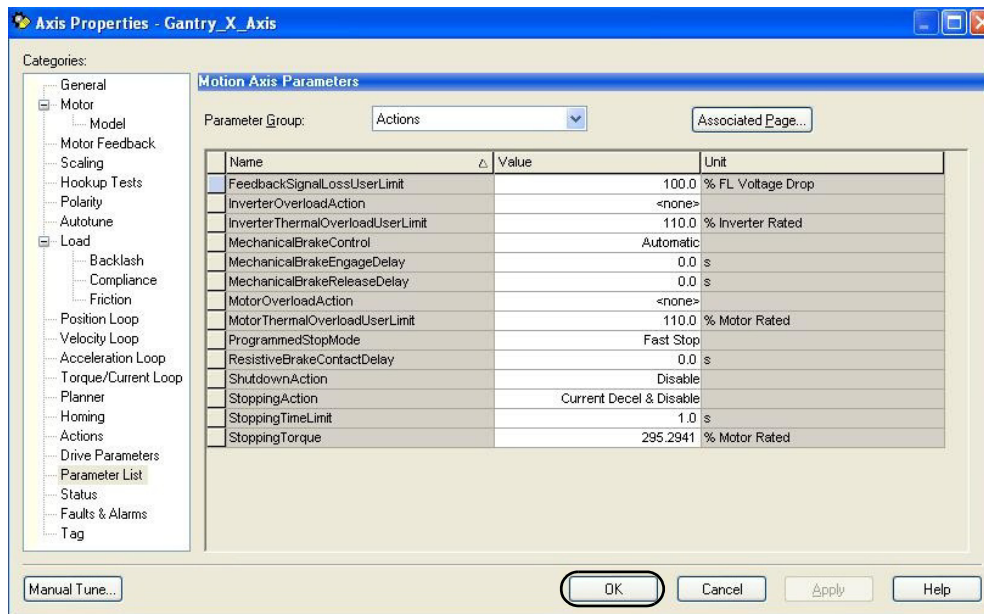 Axis Properties - Gantry_X_Axis
Categories:
General
Motor
Model
Motor Feedback
Scaling
Hookup Tests
Polarity
Autotune
Load
Backlash
Compliance
Friction
Position Loop
Velocity Loop
Acceleration Loop
Torque/Current Loop
Planner
Homing
Actions
Drive Parameters
Parameter List
Status
Faults & Alarms
Tag
Motion Axis Parameters
Parameter Group: Actions Associated Page...
Name Value Unit
FeedbackSignalLossUserLimit 100.0 % FL Voltage Drop
InverterOverloadAction <none>
InverterThermalOverloadUserLimit 110.0 % Inverter Rated
MechanicalBrakeControl Automatic
MechanicalBrakeEngageDelay 0.0 s
MechanicalBrakeReleaseDelay 0.0 s
MotorOverloadAction <none>
MotorThermalOverloadUserLimit 110.0 % Motor Rated
ProgrammedStopMode Fast Stop
ResistiveBrakeContactDelay 0.0 s
ShutdownAction Disable
StoppingAction Current Decel & Disable
StoppingTimeLimit 1.0 s
StoppingTorque 295.2941 % Motor Rated
Manual Tune... OK Cancel Apply Help